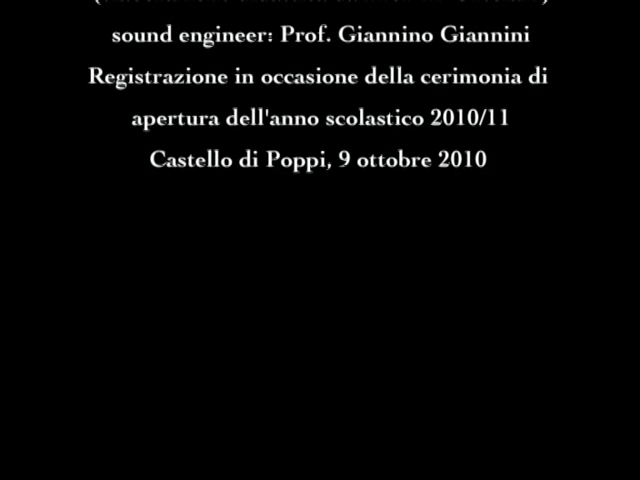 sound engineer: Prof. Giannino Giannini
Registrazione in occasione della cerimonia di
apertura dell'anno scolastico 2010/11
Castello di Poppi, 9 ottobre 2010